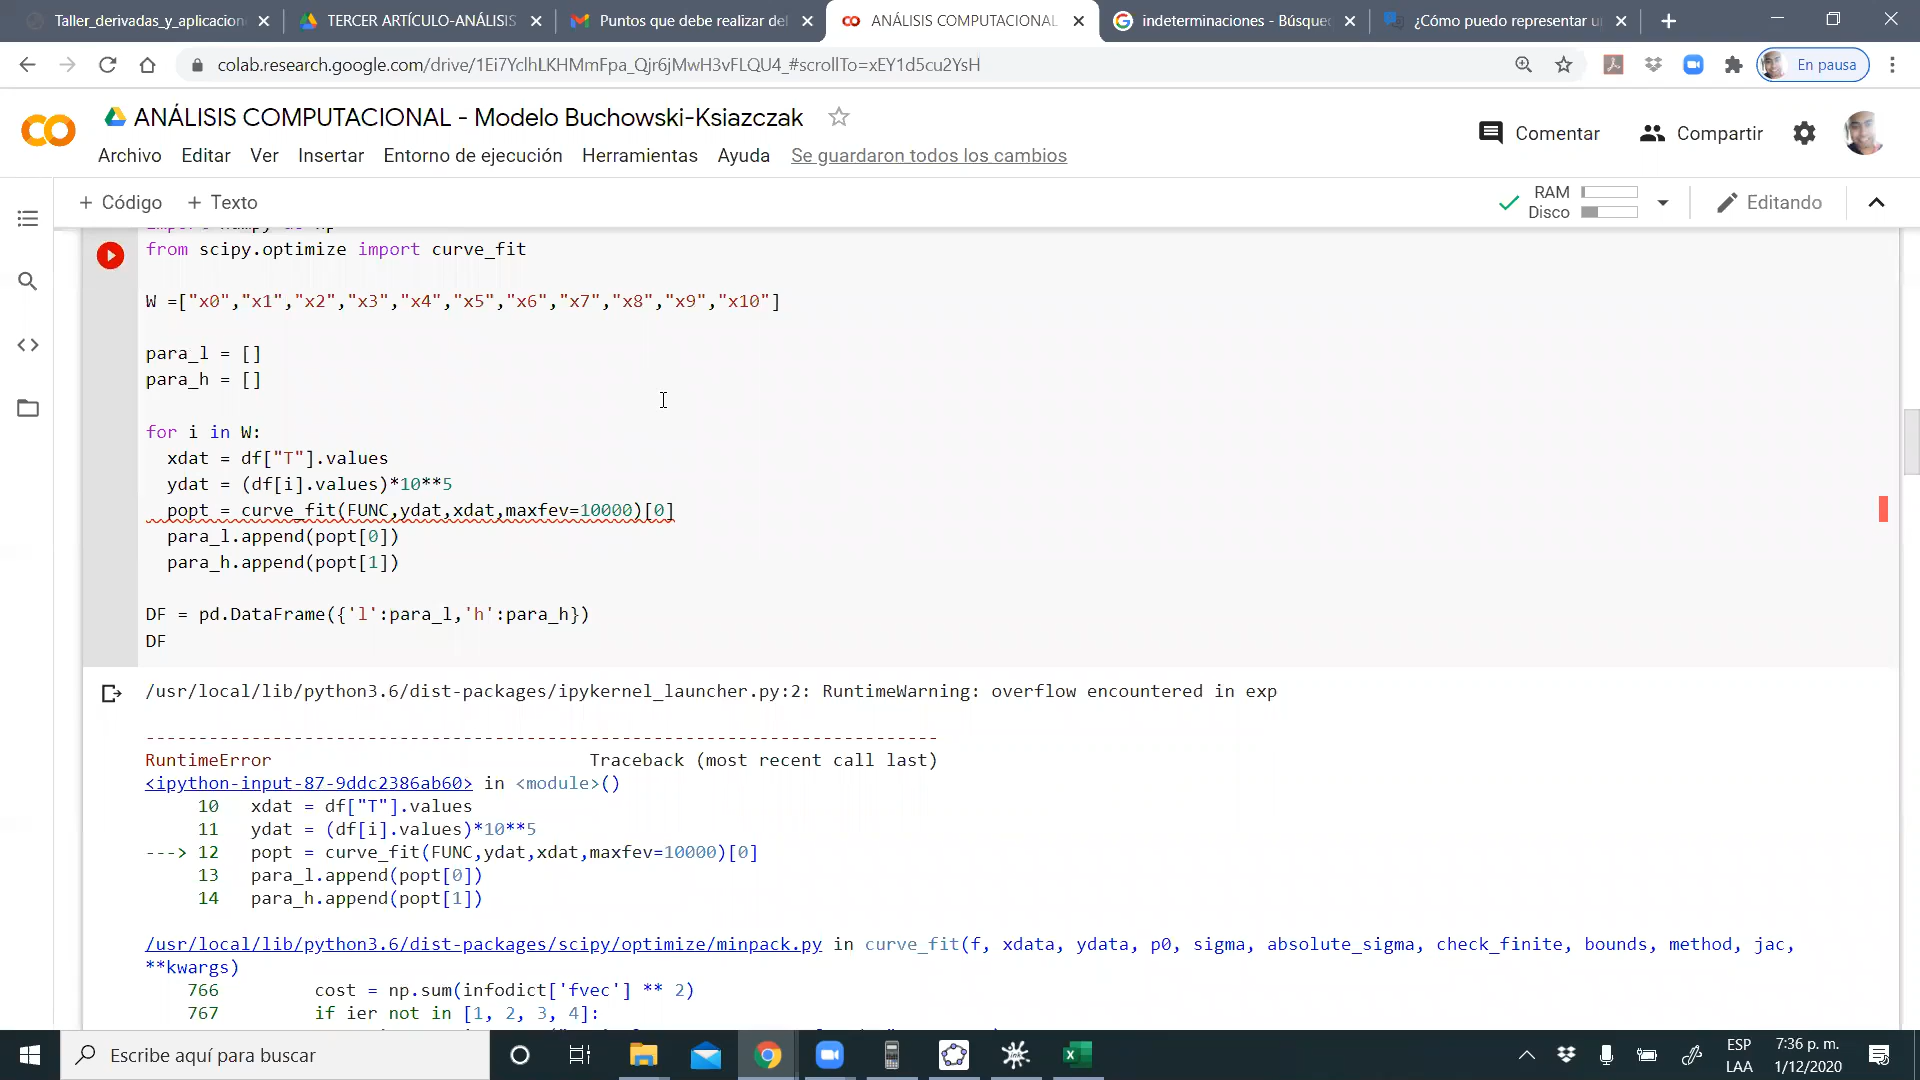 Taller_derivadas_y_aplicacion
TERCER ARTÍCULO-ANÁLISIS
Puntos que debe realizar del
ANÁLISIS COMPUTACIONAL
indeterminaciones - Búsque
¿Cómo puedo representar u
colab.research.google.com/drive/1Ei7YclhLKHMmFpa_Qjr6jMwH3vFLQU4_#scrollTo=xEY1d5cu2YsH
En pausa
ANÁLISIS COMPUTACIONAL - Modelo Buchowski-Ksiazczak
Comentar
Compartir
Archivo Editar Ver Insertar Entorno de ejecución Herramientas Ayuda Se guardaron todos los cambios
+ Código + Texto
RAM
Disco
Editando
import numpy as np
from scipy.optimize import curve_fit
W =["x0","x1","x2","x3","x4","x5","x6","x7","x8","x9","x10"]
para_l = []
para_h = []
for i in W:
xdat = df["T"].values
ydat = (df[i].values)*10**5
popt = curve_fit(FUNC,ydat,xdat,maxfev=10000)[0]
para_l.append(popt[0])
para_h.append(popt[1])
DF = pd.DataFrame({'l':para_l,'h':para_h})
DF
/usr/local/lib/python3.6/dist-packages/ipykernel_launcher.py:2: RuntimeWarning: overflow encountered in exp
---------------------------------------------------------------------------
RuntimeError Traceback (most recent call last)
<ipython-input-87-9ddc2386ab60> in <module>()
10 xdat = df["T"].values
11 ydat = (df[i].values)*10**5
---> 12 popt = curve_fit(FUNC,ydat,xdat,maxfev=10000)[0]
13 para_l.append(popt[0])
14 para_h.append(popt[1])
/usr/local/lib/python3.6/dist-packages/scipy/optimize/minpack.py in curve_fit(f, xdata, ydata, p0, sigma, absolute_sigma, check_finite, bounds, method, jac,
**kwargs)
766 cost = np.sum(infodict['fvec'] ** 2)
767 if ier not in [1, 2, 3, 4]:
Escribe aquí para buscar
ESP
LAA
7:36 p. m.
1/12/2020